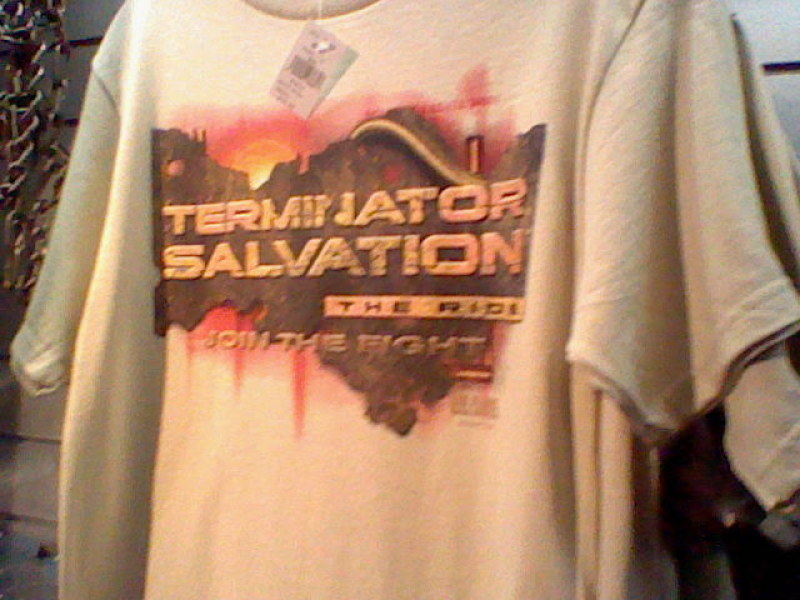 TERMINATOR
SALVATION
THE RIDE
JOIN THE FIGHT